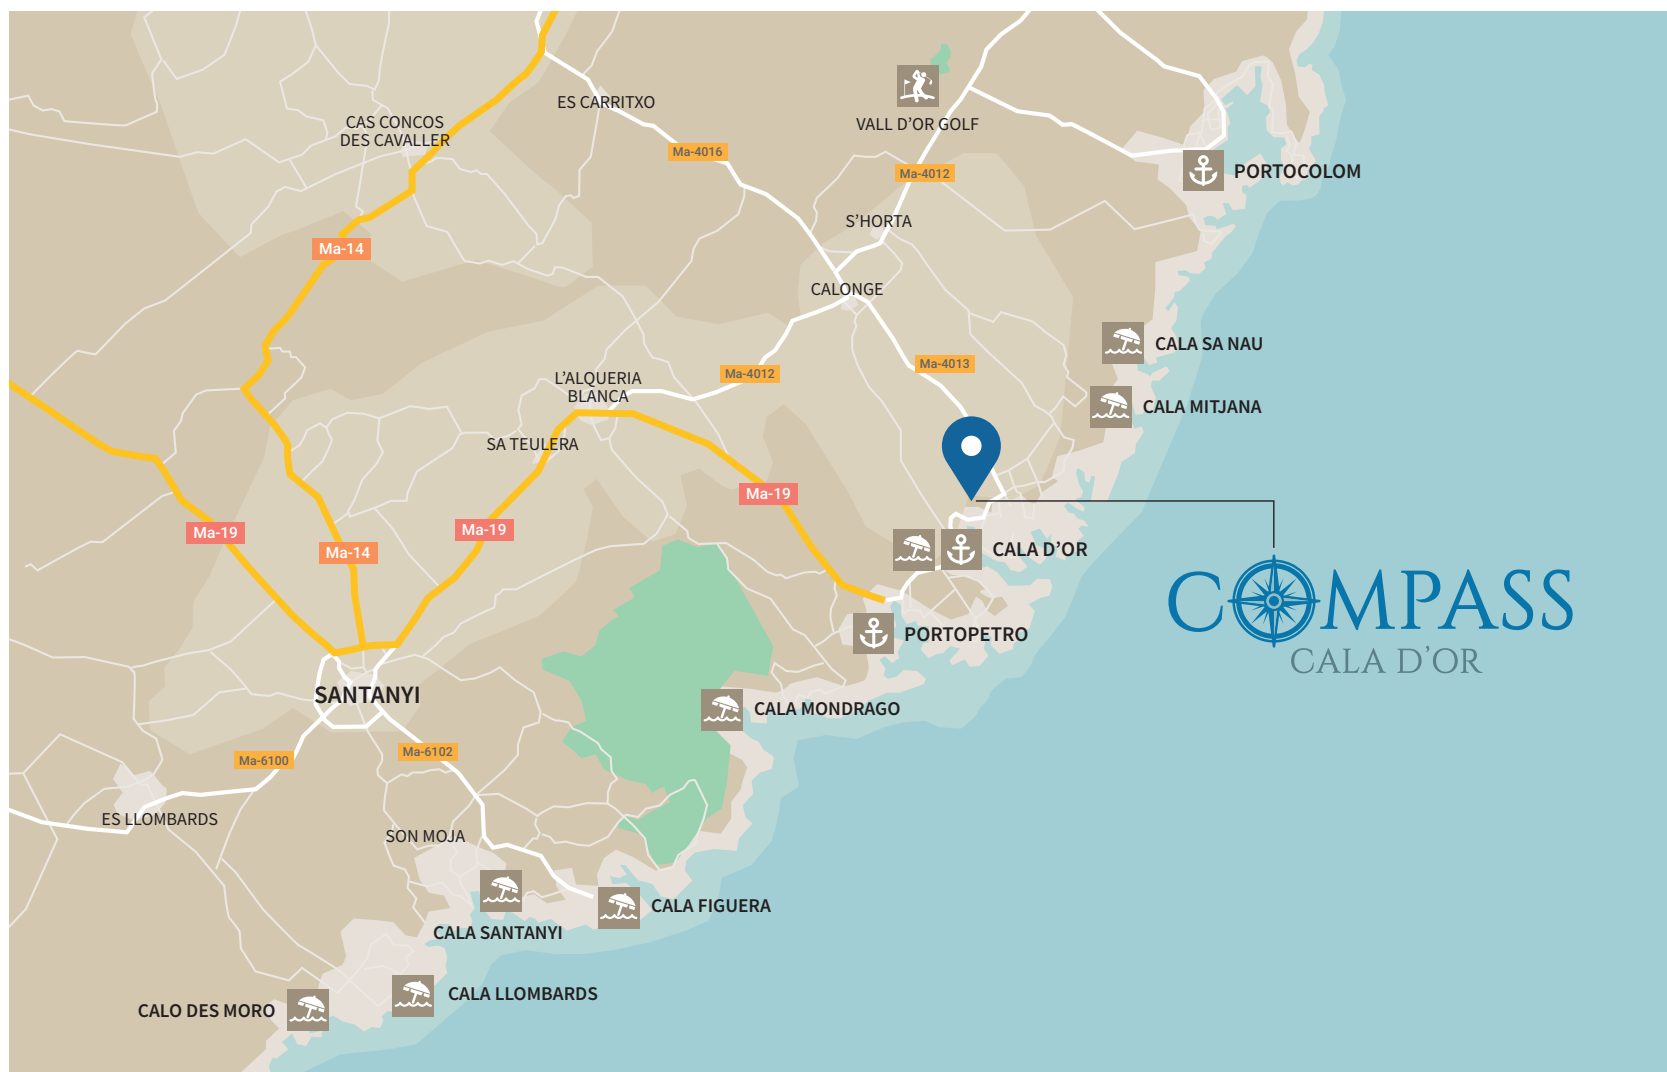 ES CARRITXO
CAS CONCOS
DES CAVALLER
VALL D'OR GOLF
Ma-4016
Ma-4012
PORTOCOLOM
S'HORTA
Ma-14
CALONGE
CALA SA NAU
Ma-4013
Ma-4012
L'ALQUERIA
BLANCA
CALA MITJANA
SA TEULERA
Ma-19
Ma-19
Ma-19
Ma-14
CALA D'OR
COMPASS
CALA D'OR
PORTOPETRO
SANTANYI
CALA MONDRAGO
Ma-6102
Ma-6100
ES LLOMBARDS
SON MOJA
CALA FIGUERA
CALA SANTANYI
CALA LLOMBARDS
CALO DES MORO